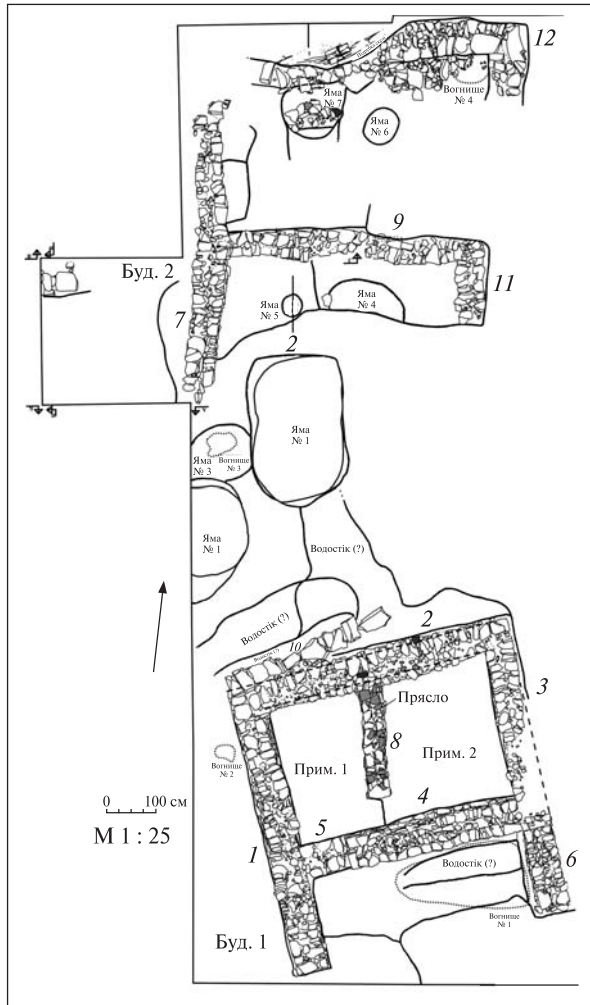 12
Вогнище
№ 4
Яма
№ 7
Яма
№ 6
9
Буд. 2
11
7
Яма
№ 5
Яма
№ 4
2
Яма
№ 1
Яма
№ 3
Вогнище
№ 3
Яма
№ 1
Водостік (?)
Водостік (?)
10
2
3
Прясло
8
Прим. 1
Прим. 2
Вогнище
№ 2
0 100 см
М 1 : 25
4
5
1
Водостік (?)
6
Вогнище
№ 1
Буд. 1